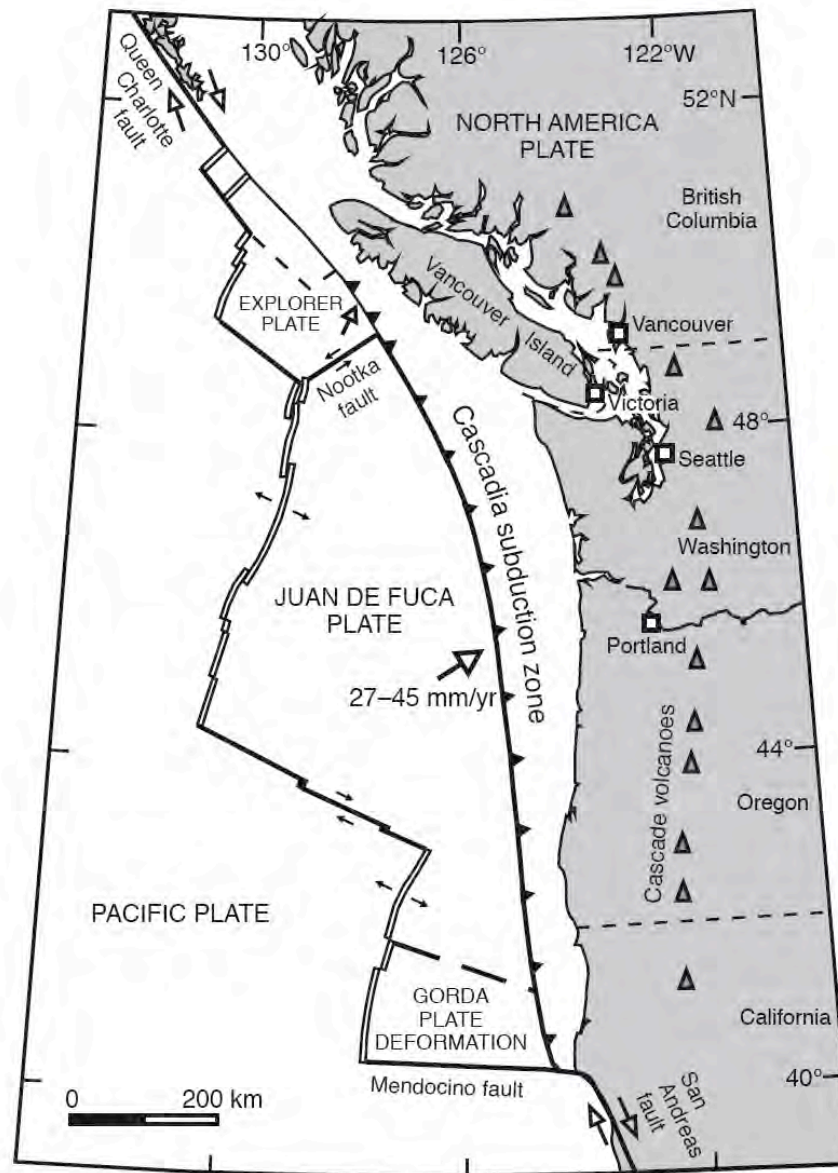 130°
126°
122°W
52°N
Queen
Charlotte
fault
NORTH AMERICA
PLATE
British
Columbia
Vancouver
Island
EXPLORER
PLATE
Vancouver
Nootka
fault
Victoria
48°
Cascadia subduction zone
Seattle
Washington
JUAN DE FUCA
PLATE
Portland
27–45 mm/yr
44°
Cascade volcanoes
Oregon
PACIFIC PLATE
GORDA
PLATE
DEFORMATION
California
Mendocino fault
40°
San
Andreas
fault
0 200 km